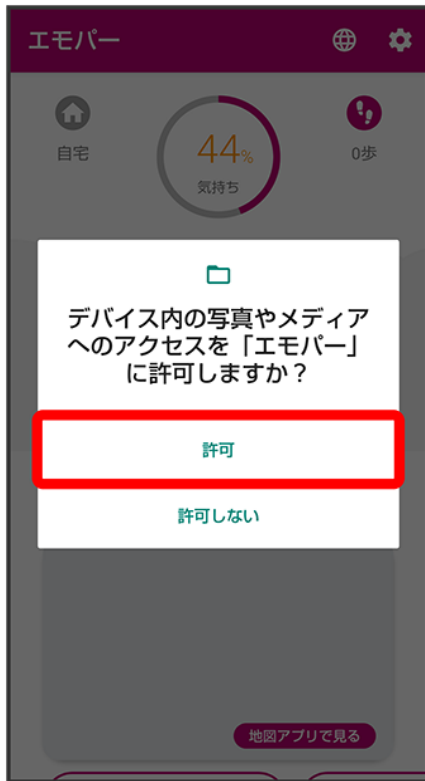 エモパー
自宅
44%
気持ち
0歩
デバイス内の写真やメディア
へのアクセスを「エモパー」
に許可しますか？
許可
許可しない
地図アプリで見る